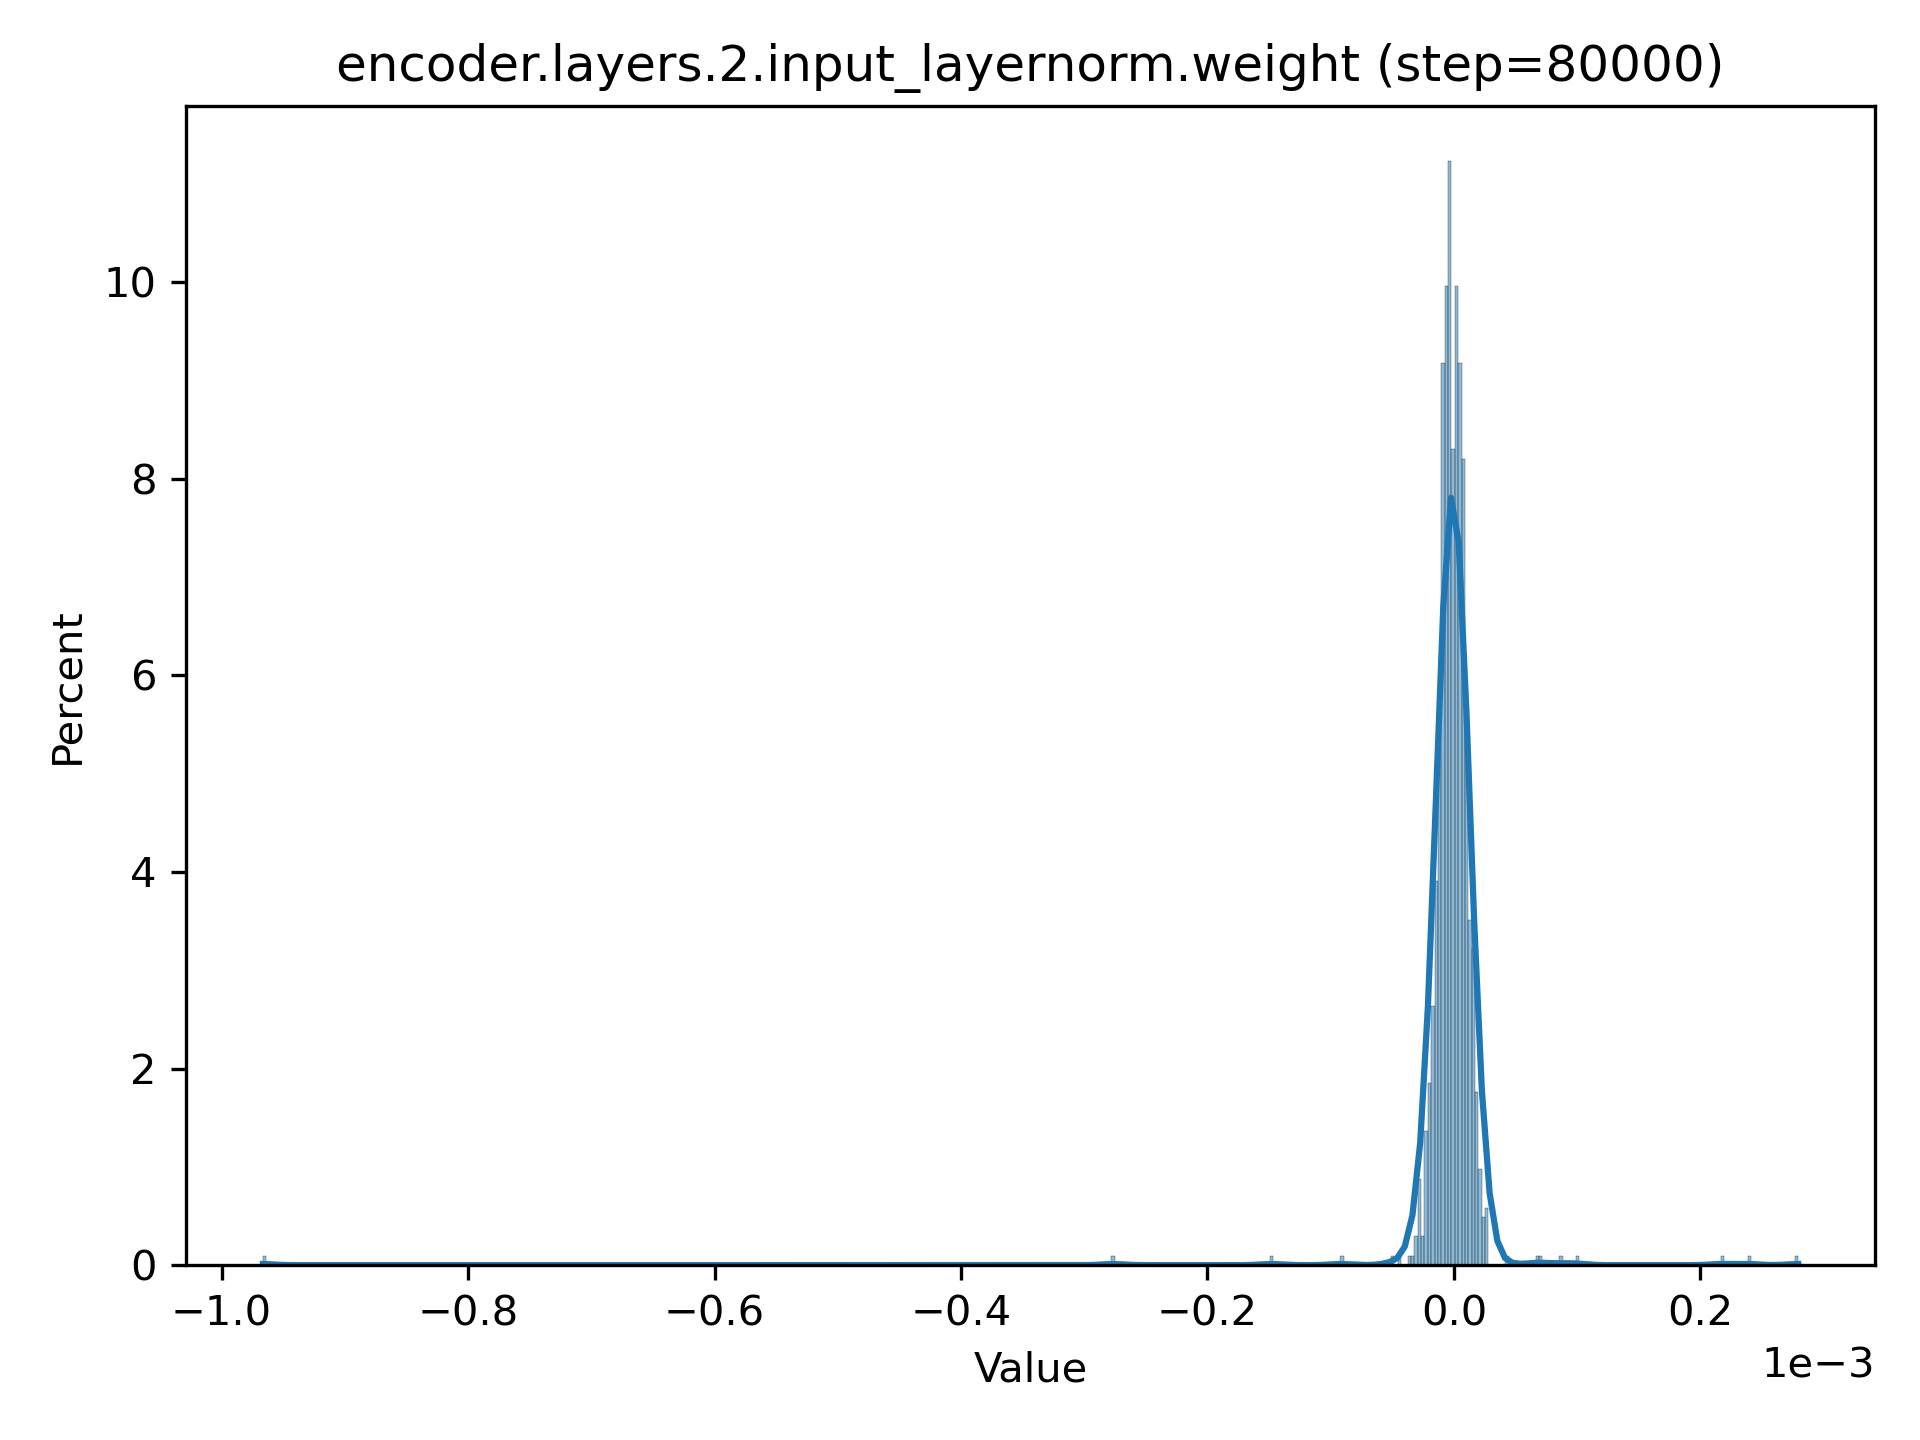 encoder.layers.2.input_layernorm.weight (step=80000)
Percent
10
8
6
4
2
0
−1.0 −0.8 −0.6 −0.4 −0.2 0.0 0.2
1e−3
Value